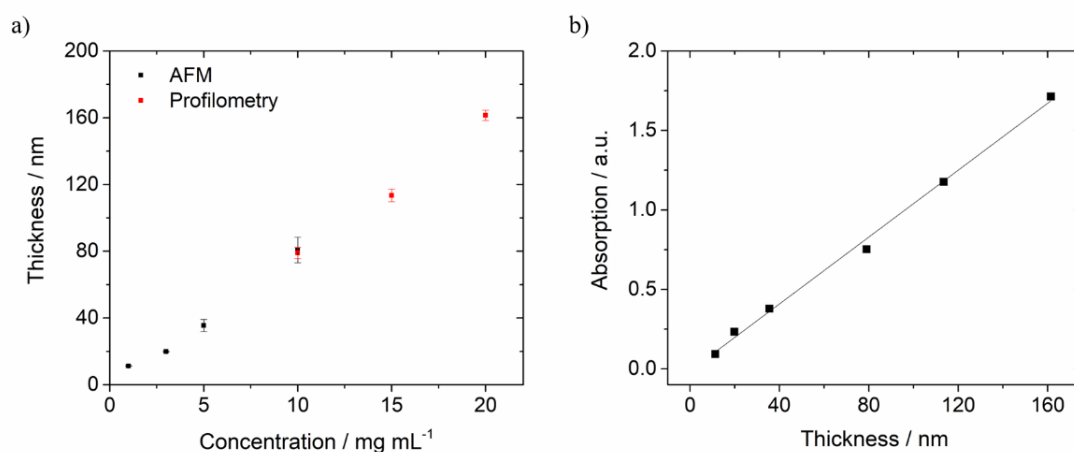 a)
200
160
120
80
40
0
Thickness / nm
AFM
Profilometry
0 5 10 15 20
Concentration / mg mL⁻¹
b)
2.0
1.5
1.0
0.5
0.0
Absorption / a.u.
0 40 80 120 160
Thickness / nm